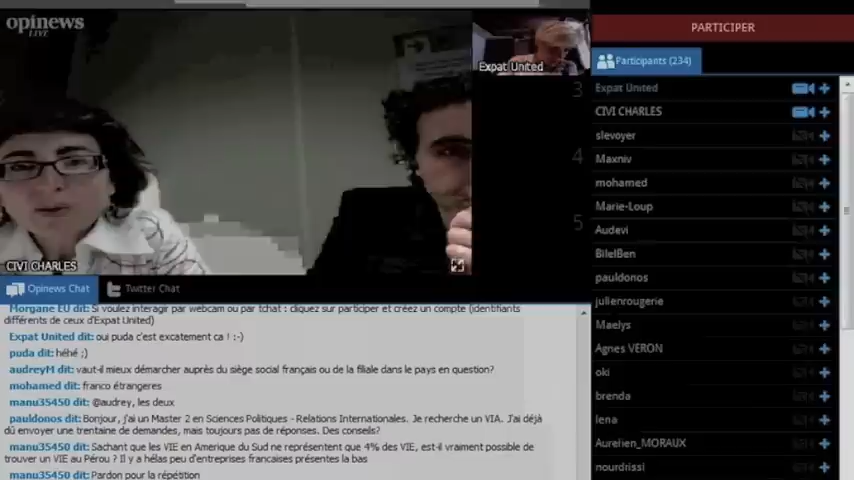 opinews
LIVE
Expat United
3
4
5
CIVI CHARLES
PARTICIPER
Participants (234)
Expat United
CIVI CHARLES
slevoyer
Maxniv
mohamed
Marie-Loup
Audevi
BilelBen
pauldonos
julienrougerie
Maelys
Agnes VERON
oki
brenda
lena
Aurelien_MORAUX
nourdrissi
Opinews Chat
Twitter Chat
Morgane EU dit: Si voulez interagir par webcam ou par tchat : cliquez sur participer et créez un compte (identifiants
différents de ceux d'Expat United)
Expat United dit: oui puda c'est excatement ca ! :-)
puda dit: héhé ;)
audreyM dit: vaut-il mieux démarcher auprès du siège social français ou de la filiale dans le pays en question?
mohamed dit: franco étrangeres
manu35450 dit: @audrey, les deux
pauldonos dit: Bonjour, j'ai un Master 2 en Sciences Politiques - Relations Internationales. Je recherche un VIA. J'ai déjà
dû envoyer une trentaine de demandes, mais toujours pas de réponses. Des conseils?
manu35450 dit: Sachant que les VIE en Amerique du Sud ne représentent que 4% des VIE, est-il vraiment possible de
trouver un VIE au Pérou ? Il y a hélas peu d'entreprises francaises présentes la bas
manu35450 dit: Pardon pour la répétition